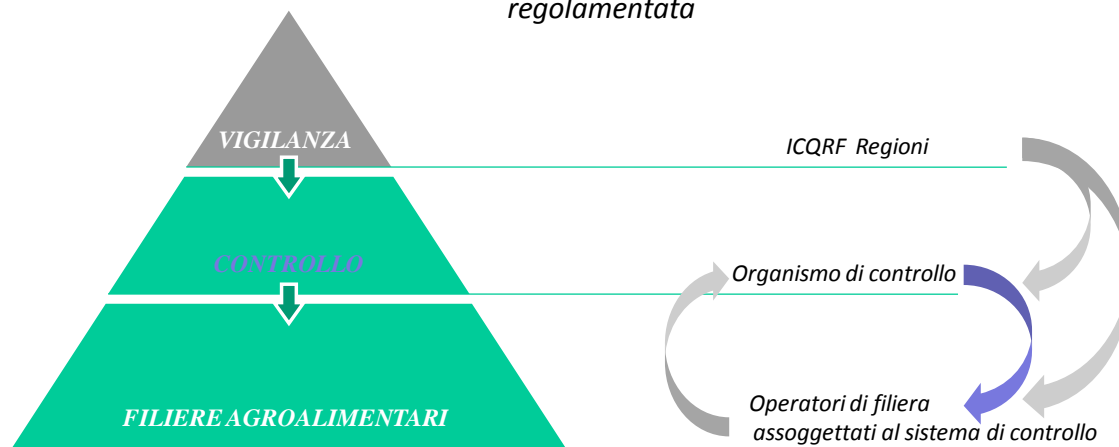 regolamentata
VIGILANZA
ICQRF Regioni
CONTROLLO
Organismo di controllo
FILIERE AGROALIMENTARI
Operatori di filiera
assoggettati al sistema di controllo